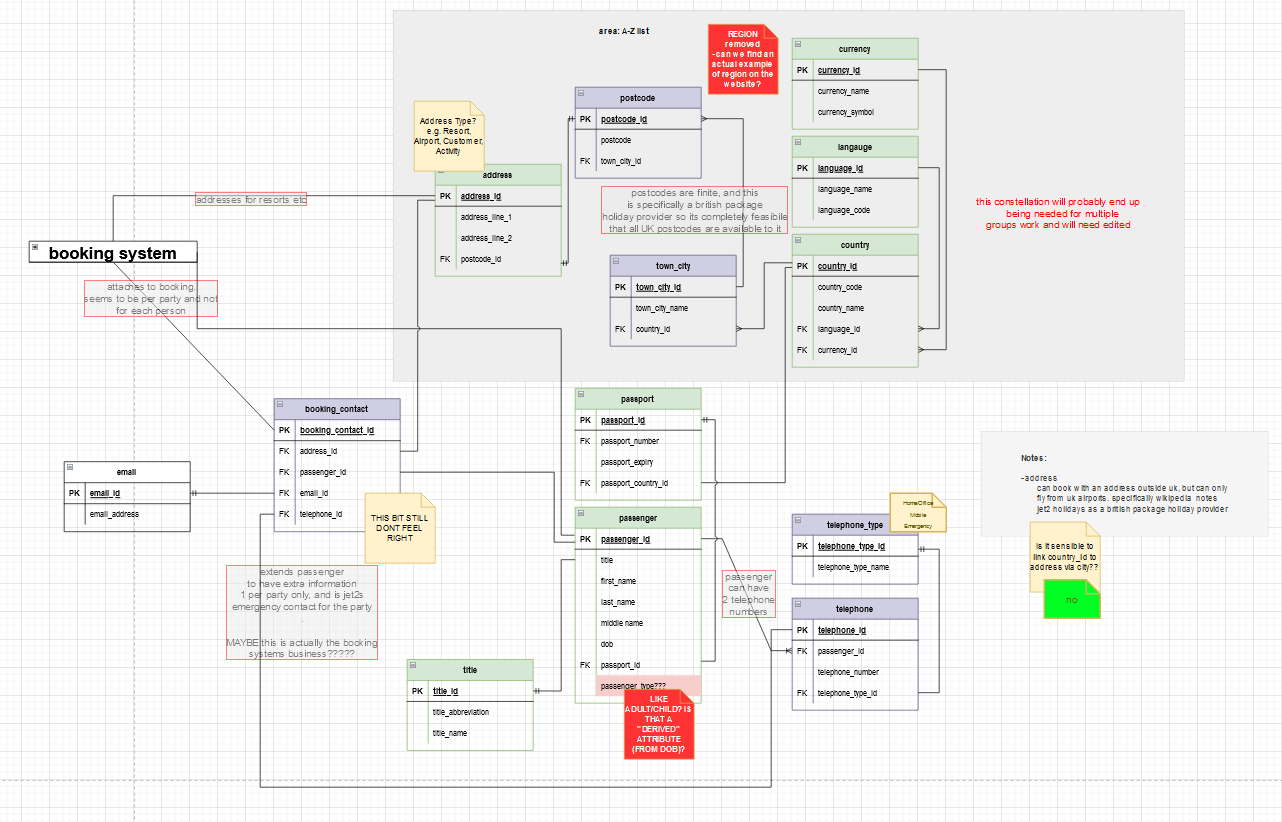 area: A-Z list
REGION
removed
-can we find an
actual example
of region on the
website?
currency
PK currency_id
currency_name
currency_symbol
postcode
PK postcode_id
postcode
FK town_city_id
Address Type?
e.g. Resort,
Airport, Customer,
Activity
langauge
PK language_id
language_name
language_code
address
PK address_id
address_line_1
address_line_2
FK postcode_id
addresses for resorts etc
postcodes are finite, and this
is specifically a british package
holiday provider so its completely feasibile
that all UK postcodes are available to it
this constellation will probably end up
being needed for multiple
groups work and will need edited
booking system
country
PK country_id
country_code
country_name
FK language_id
FK currency_id
town_city
PK town_city_id
town_city_name
FK country_id
attaches to booking,
seems to be per party and not
for each person
booking_contact
PK booking_contact_id
FK address_id
FK passenger_id
FK email_id
FK telephone_id
passport
PK passport_id
FK passport_number
passport_expiry
FK passport_country_id
Notes:
-address
can book with an address outside uk, but can only
fly from uk airports. specifically wikipedia notes
jet2 holidays as a british package holiday provider
email
PK email_id
email_address
THIS BIT STILL
DONT FEEL
RIGHT
passenger
PK passenger_id
title
first_name
last_name
middle name
dob
FK passport_id
passenger_type???
Home/Office
Mobile
Emergency
telephone_type
PK telephone_type_id
telephone_type_name
Is it sensible to
link country_id to
address via city??
no
extends passenger
to have extra information
1 per party only, and is jet2s
emergency contact for the party
.
MAYBE this is actually the booking
systems business?????
passenger
can have
2 telephone
numbers
telephone
PK telephone_id
FK passenger_id
telephone_number
FK telephone_type_id
title
PK title_id
title_abbreviation
title_name
LIKE
ADULT/CHILD? IS
THAT A
"DERIVED"
ATTRIBUTE
(FROM DOB)?